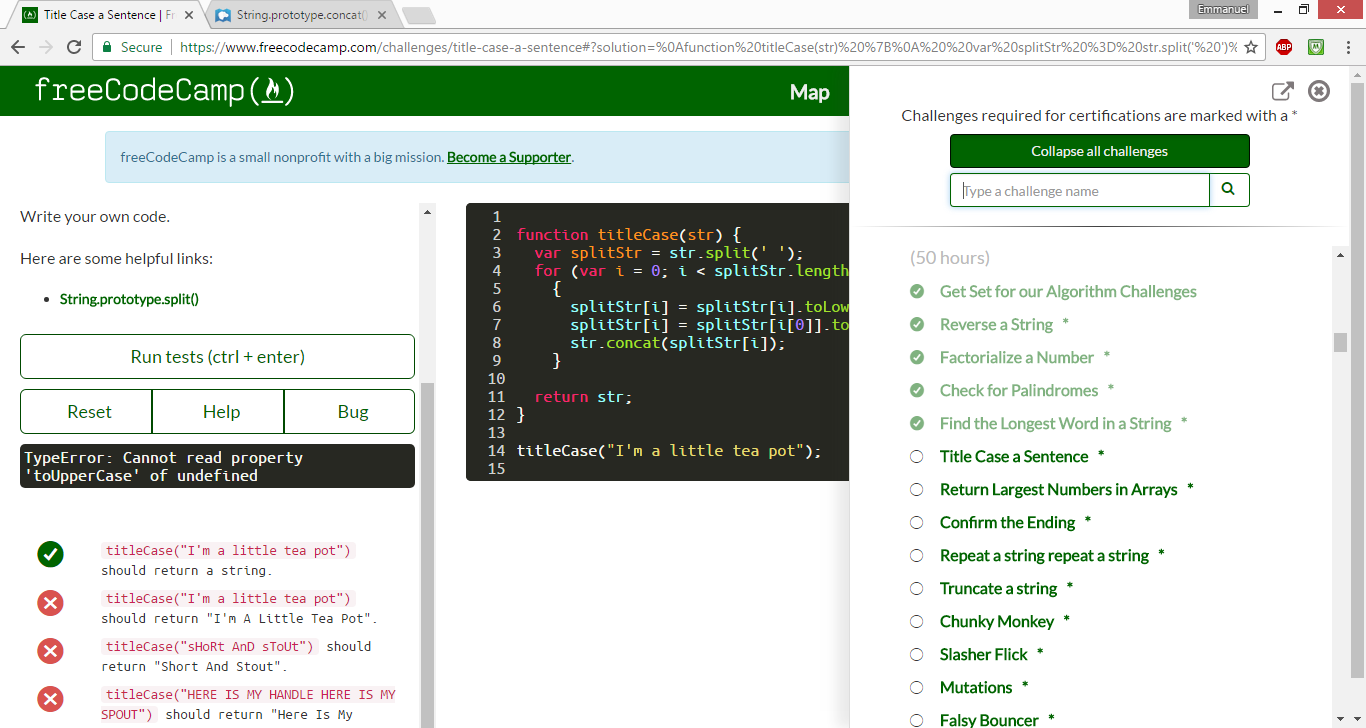 Title Case a Sentence | Fr
String.prototype.concat()
Emmanuel
Secure
https://www.freecodecamp.com/challenges/title-case-a-sentence#?solution=%0Afunction%20titleCase(str)%20%7B%0A%20%20var%20splitStr%20%3D%20str.split('%20')%
ABP
freeCodeCamp
Map
freeCodeCamp is a small nonprofit with a big mission. Become a Supporter.
Write your own code.
Here are some helpful links:
String.prototype.split()
Run tests (ctrl + enter)
Reset
Help
Bug
TypeError: Cannot read property
'toUpperCase' of undefined
titleCase("I'm a little tea pot")
should return a string.
titleCase("I'm a little tea pot")
should return "I'm A Little Tea Pot".
titleCase("sHoRt AnD sToUt") should
return "Short And Stout".
titleCase("HERE IS MY HANDLE HERE IS MY
SPOUT") should return "Here Is My
1
2 function titleCase(str) {
3 var splitStr = str.split(' ');
4 for (var i = 0; i < splitStr.length
5 {
6 splitStr[i] = splitStr[i].toLow
7 splitStr[i] = splitStr[i[0]].to
8 str.concat(splitStr[i]);
9 }
10
11 return str;
12 }
13
14 titleCase("I'm a little tea pot");
15
Challenges required for certifications are marked with a *
Collapse all challenges
Type a challenge name
(50 hours)
Get Set for our Algorithm Challenges
Reverse a String *
Factorialize a Number *
Check for Palindromes *
Find the Longest Word in a String *
Title Case a Sentence *
Return Largest Numbers in Arrays *
Confirm the Ending *
Repeat a string repeat a string *
Truncate a string *
Chunky Monkey *
Slasher Flick *
Mutations *
Falsy Bouncer *